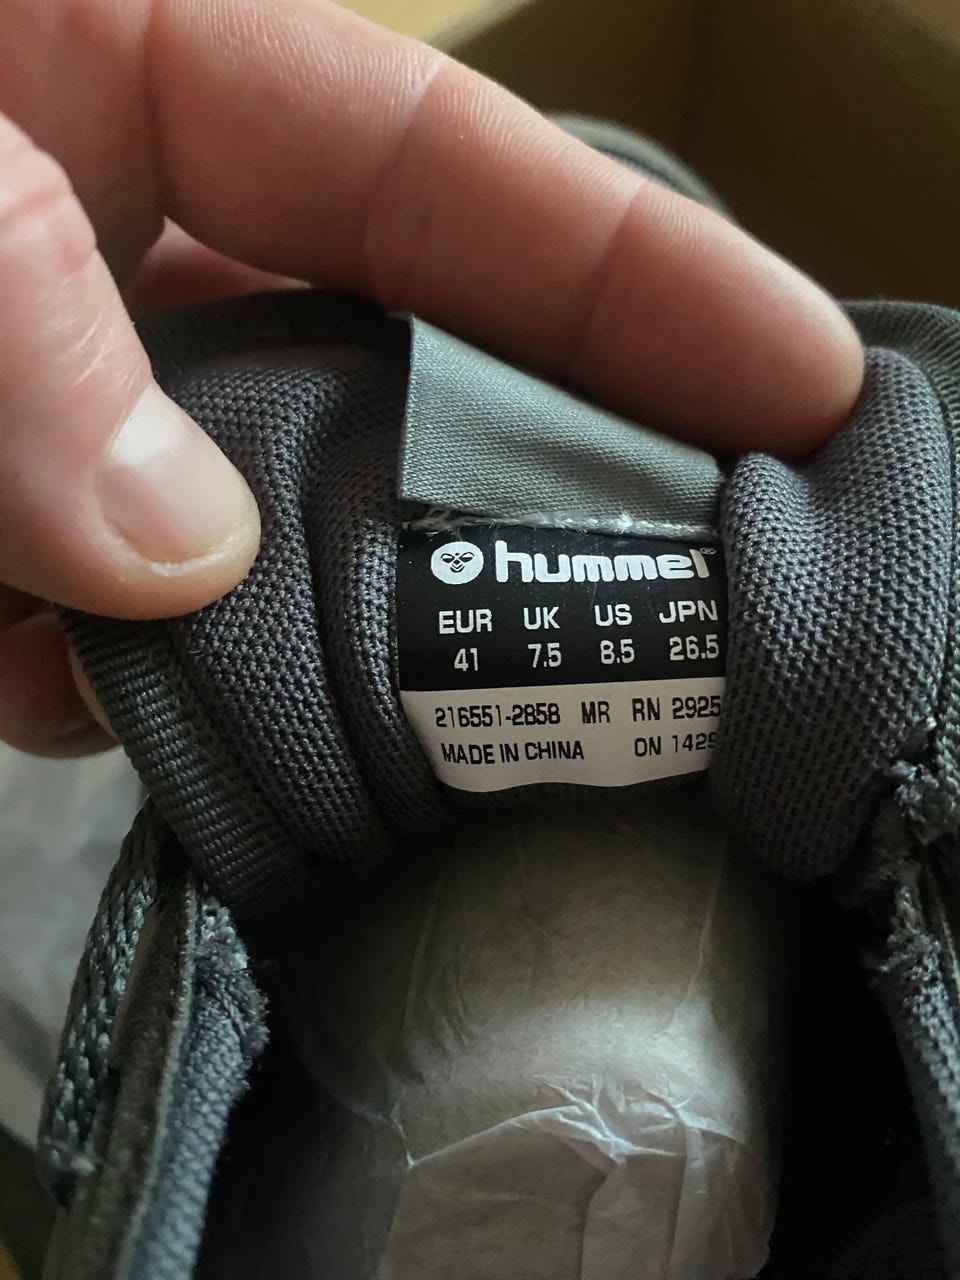 hummel®
EUR UK US JPN
41 7.5 8.5 26.5
216551-2858 MR RN 2925
MADE IN CHINA ON 1429